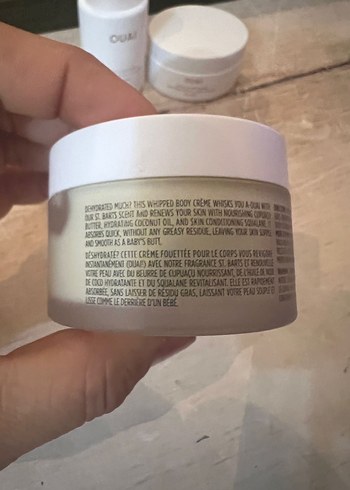 OUAI
DEHYDRATED MUCH? THIS WHIPPED BODY CRÈME WHISKS YOU A-OUAI WITH
OUR ST. BARTS SCENT AND RENEWS YOUR SKIN WITH NOURISHING CUPUAÇU
BUTTER, HYDRATING COCONUT OIL, AND SKIN CONDITIONING SQUALANE. IT
ABSORBS QUICK, WITHOUT ANY GREASY RESIDUE, LEAVING YOUR SKIN SUPPLE
AND SMOOTH AS A BABY'S BUTT.
DÉSHYDRATÉ? CETTE CRÈME FOUETTÉE POUR LE CORPS VOUS REVIGORE
INSTANTANÉMENT (OUAI!) AVEC NOTRE FRAGRANCE ST. BARTS ET RENOUVELLE
VOTRE PEAU AVEC DU BEURRE DE CUPUAÇU NOURRISSANT, DE L'HUILE DE NOIX
DE COCO HYDRATANTE ET DU SQUALANE REVITALISANT. ELLE EST RAPIDEMENT
ABSORBÉE, SANS LAISSER DE RÉSIDU GRAS, LAISSANT VOTRE PEAU SOUPLE ET
LISSE COMME LE DERRIÈRE D'UN BÉBÉ.